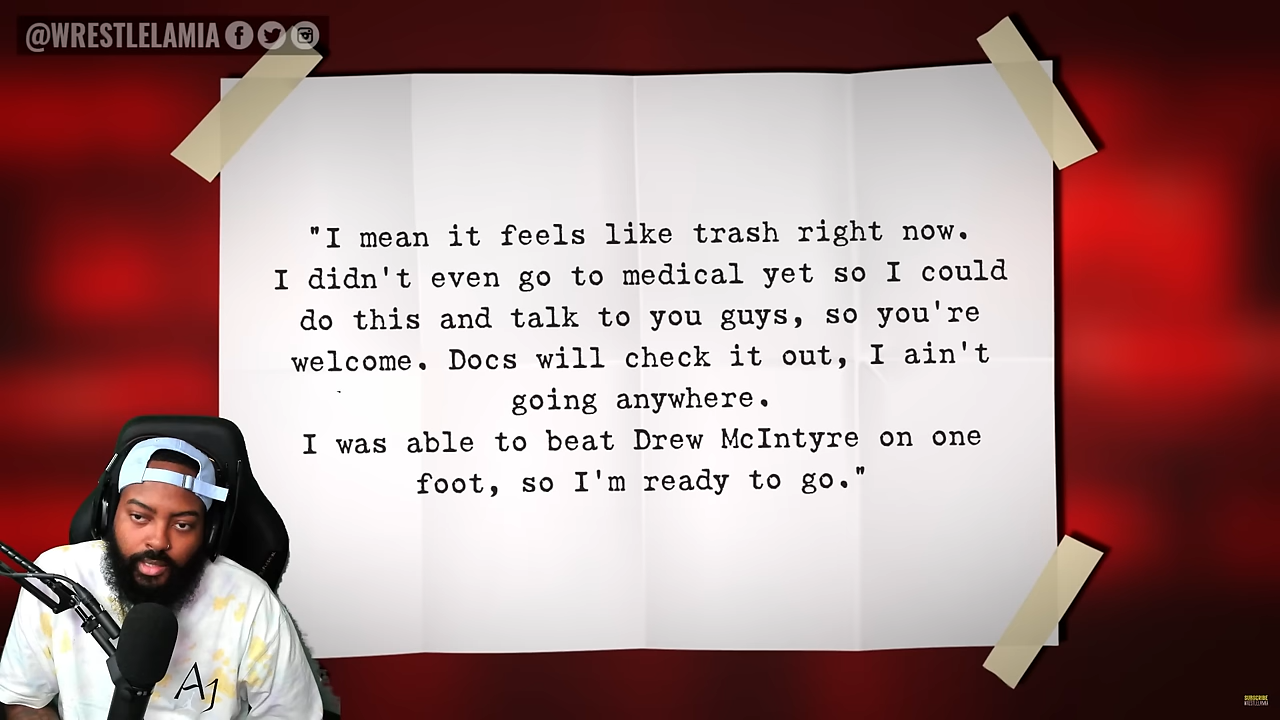 @WRESTLELAMIA
"I mean it feels like trash right now.
I didn't even go to medical yet so I could
do this and talk to you guys, so you're
welcome. Docs will check it out, I ain't
going anywhere.
I was able to beat Drew McIntyre on one
foot, so I'm ready to go."
AJ
SUBSCRIBE
WRESTLELAMIA